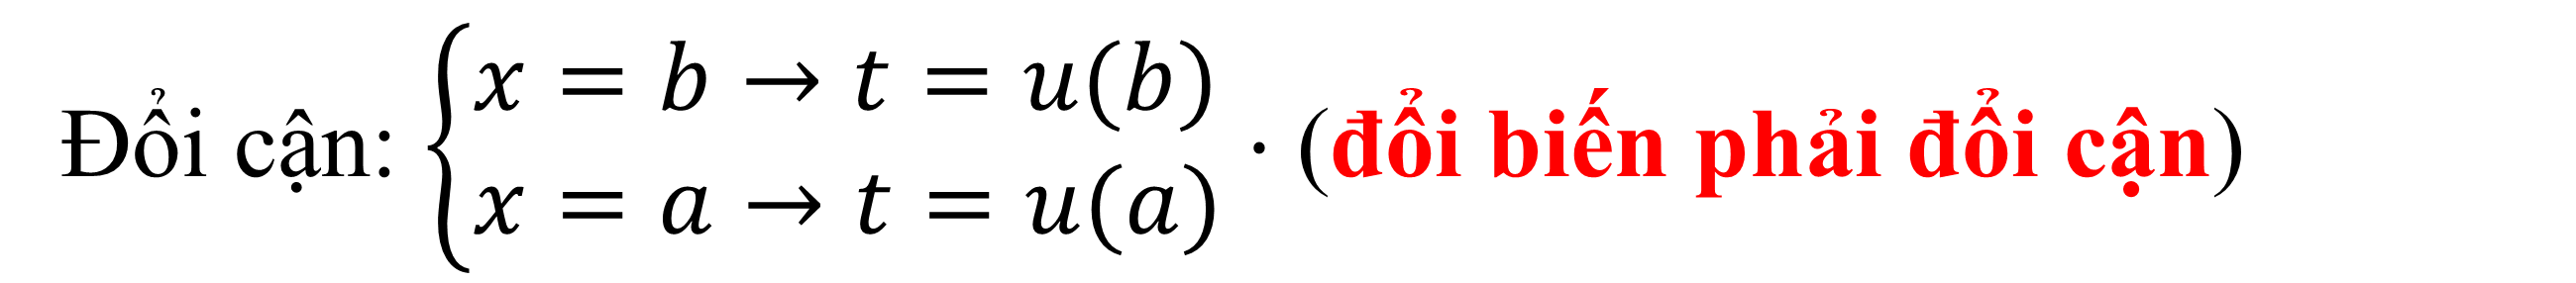 Đổi cận: { x = b → t = u(b)
x = a → t = u(a) · (đổi biến phải đổi cận)